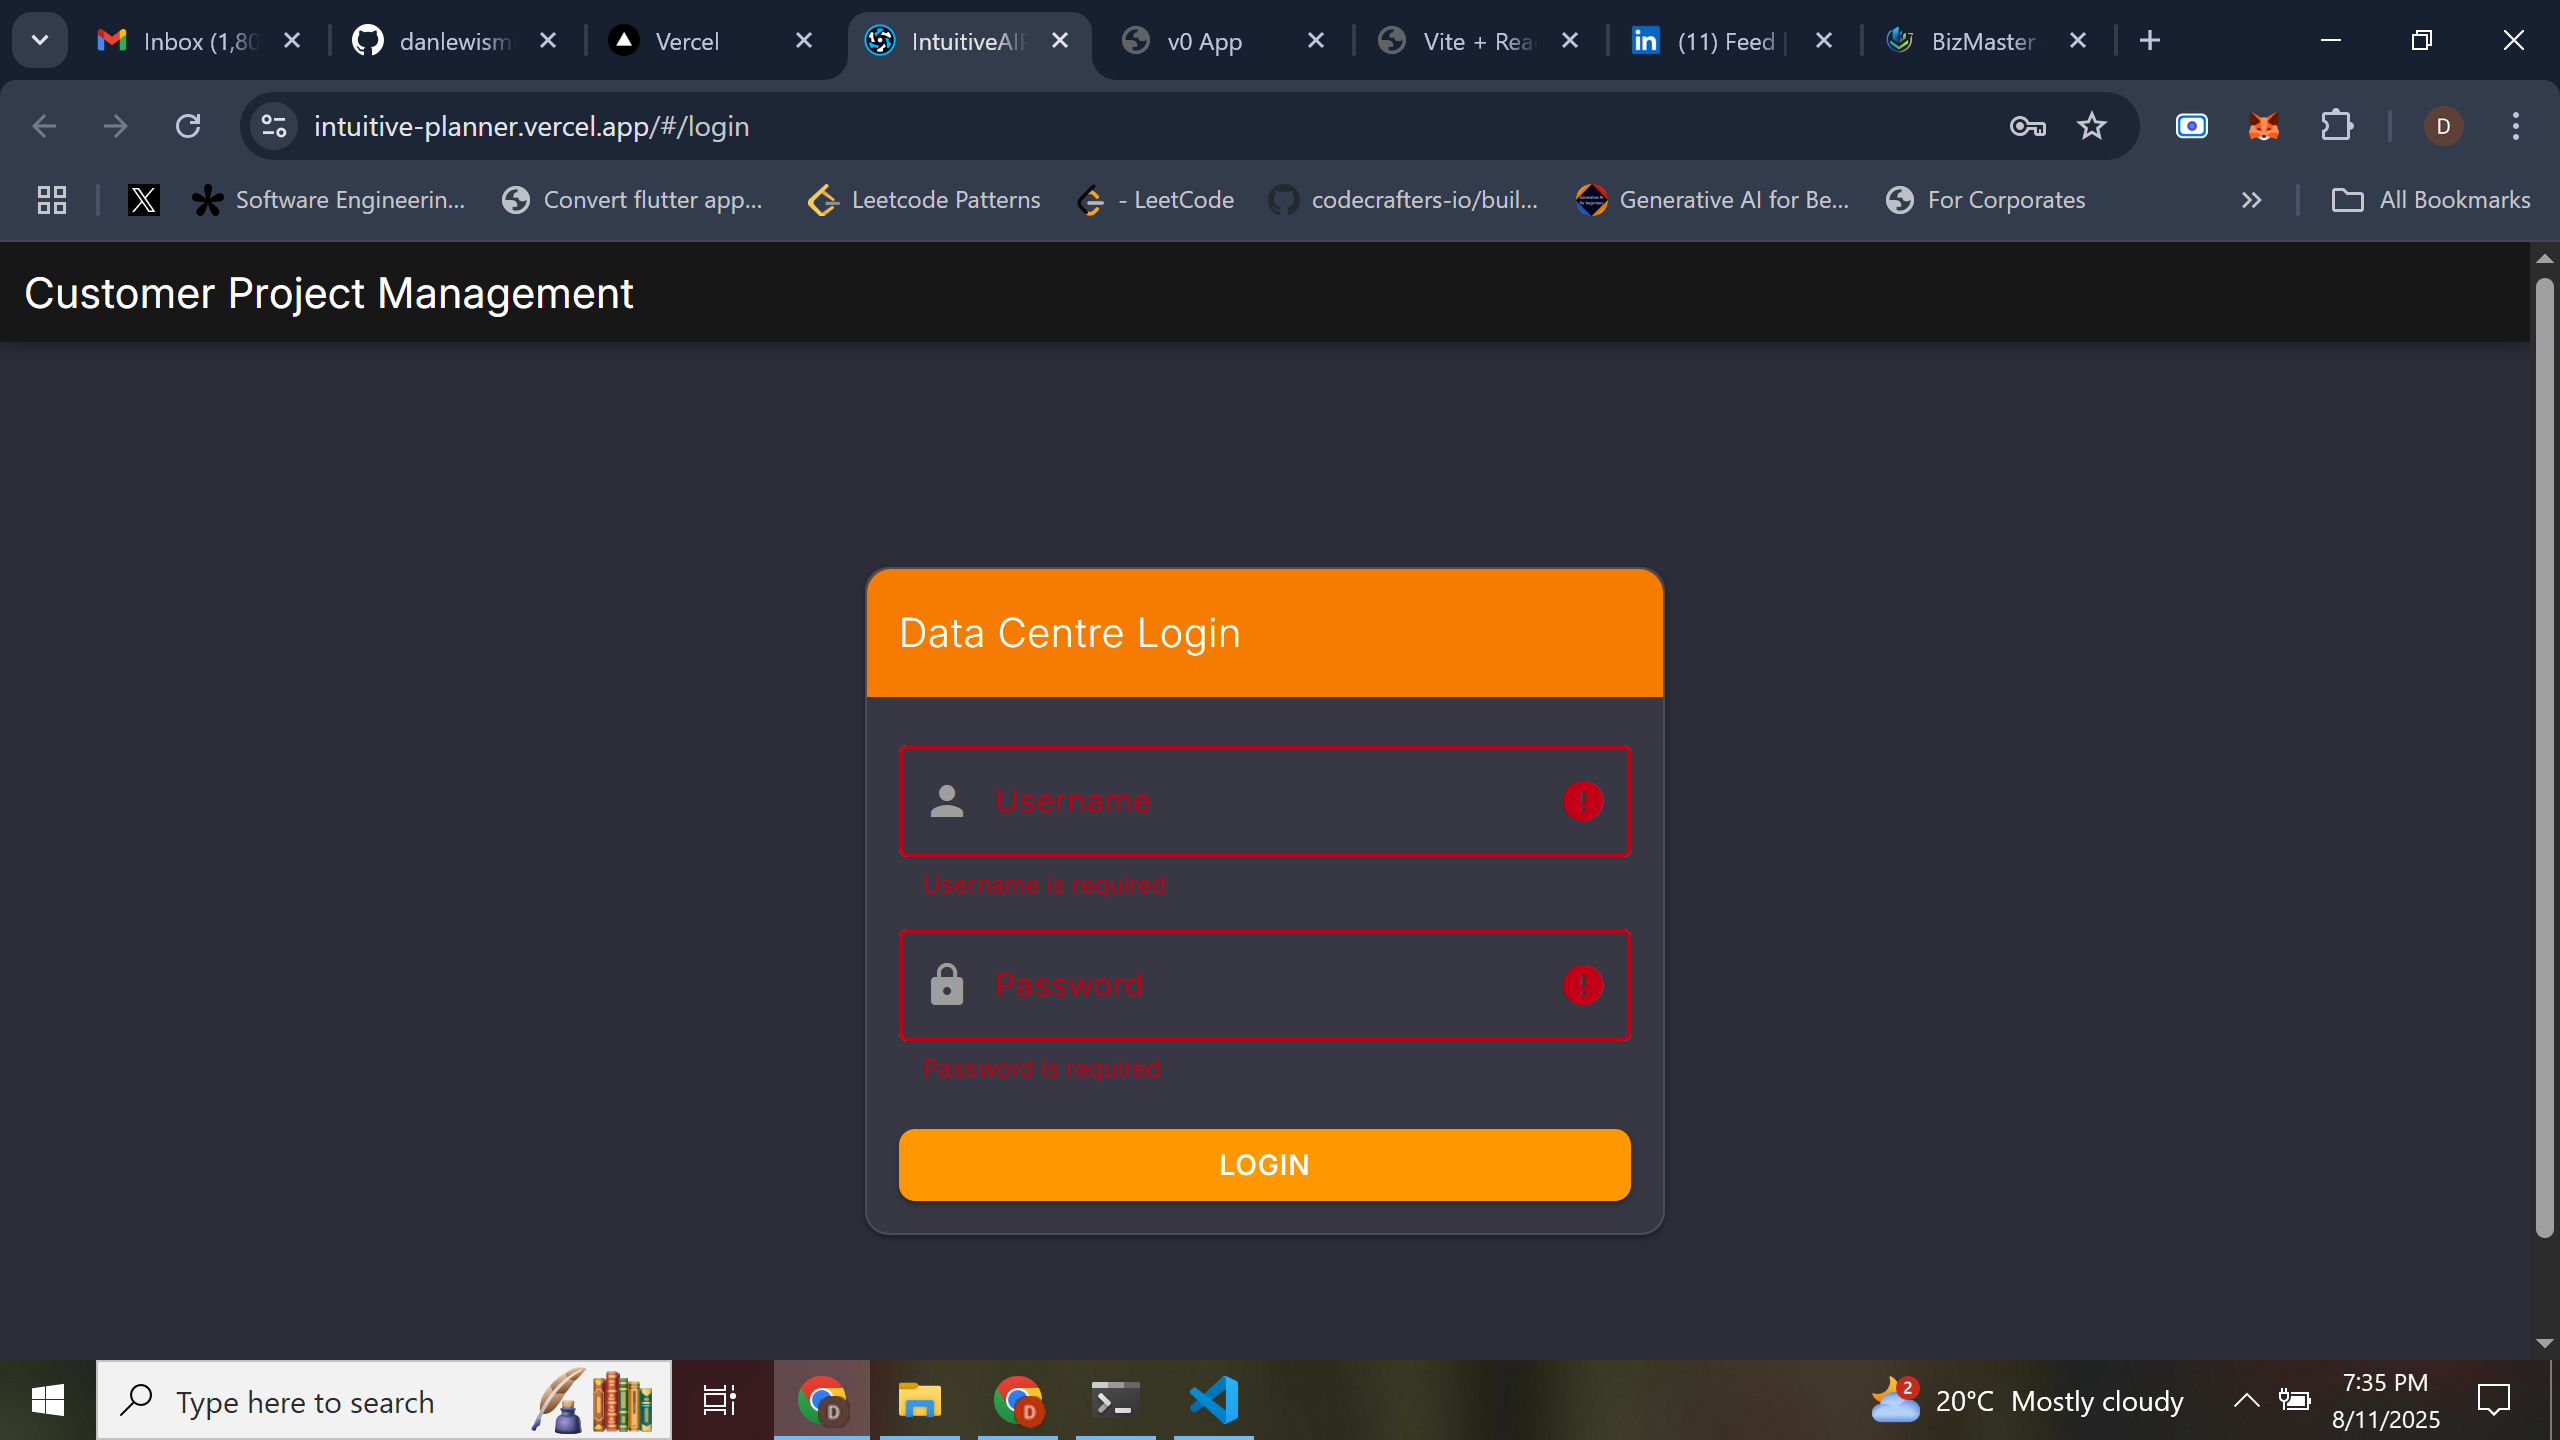 Inbox (1,80
danlewism
Vercel
IntuitiveAIP
v0 App
Vite + Rea
(11) Feed |
BizMaster
intuitive-planner.vercel.app/#/login
D
Software Engineerin...
Convert flutter app...
Leetcode Patterns
- LeetCode
codecrafters-io/buil...
Generative AI for Be...
For Corporates
All Bookmarks
Customer Project Management
Data Centre Login
Username
Username is required
Password
Password is required
LOGIN
Type here to search
D
D
2
20°C Mostly cloudy
7:35 PM
8/11/2025